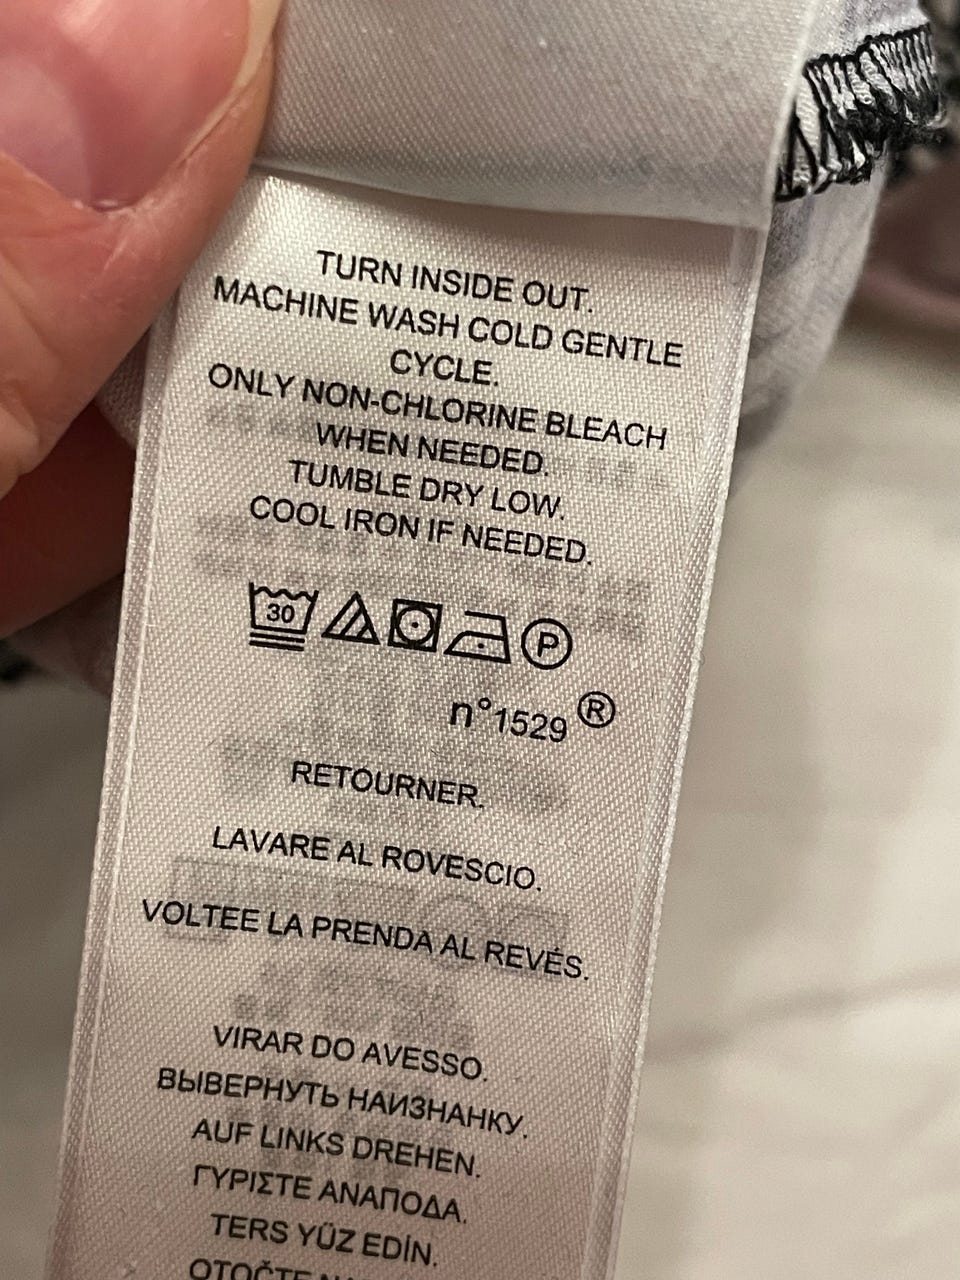 TURN INSIDE OUT.
MACHINE WASH COLD GENTLE
CYCLE.
ONLY NON-CHLORINE BLEACH
WHEN NEEDED.
TUMBLE DRY LOW.
COOL IRON IF NEEDED.
30 P
n°1529 ®
RETOURNER.
LAVARE AL ROVESCIO.
VOLTEE LA PRENDA AL REVÉS.
VIRAR DO AVESSO.
ВЫВЕРНУТЬ НАИЗНАНКУ.
AUF LINKS DREHEN.
ΓΥΡΙΣΤΕ ΑΝΑΠΟΔΑ.
TERS YÜZ EDİN.
OTOČTE